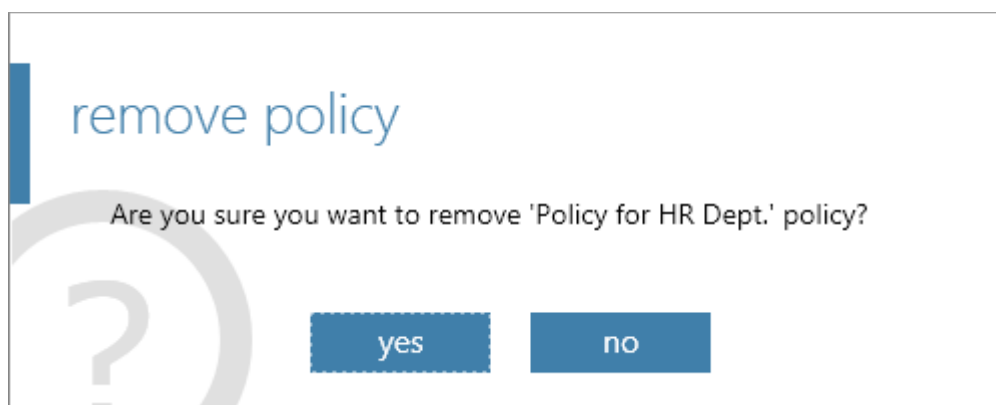 remove policy
Are you sure you want to remove 'Policy for HR Dept.' policy?
yes
no